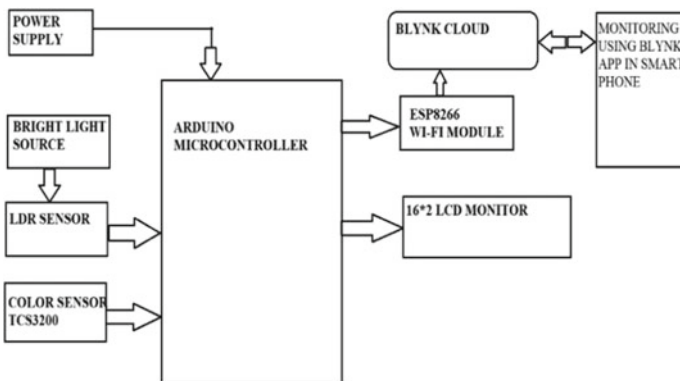 POWER
SUPPLY
BLYNK CLOUD
MONITORING
USING BLYNK
APP IN SMART
PHONE
ESP8266
WI-FI MODULE
BRIGHT LIGHT
SOURCE
ARDUINO
MICROCONTROLLER
LDR SENSOR
16*2 LCD MONITOR
COLOR SENSOR
TCS3200